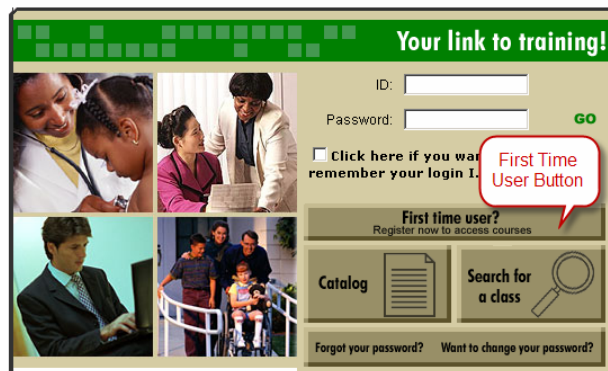 Your link to training!
ID:
Password:
GO
Click here if you wa
remember your login I.
First Time
User Button
First time user?
Register now to access courses
Catalog
Search for
a class
Forgot your password? Want to change your password?